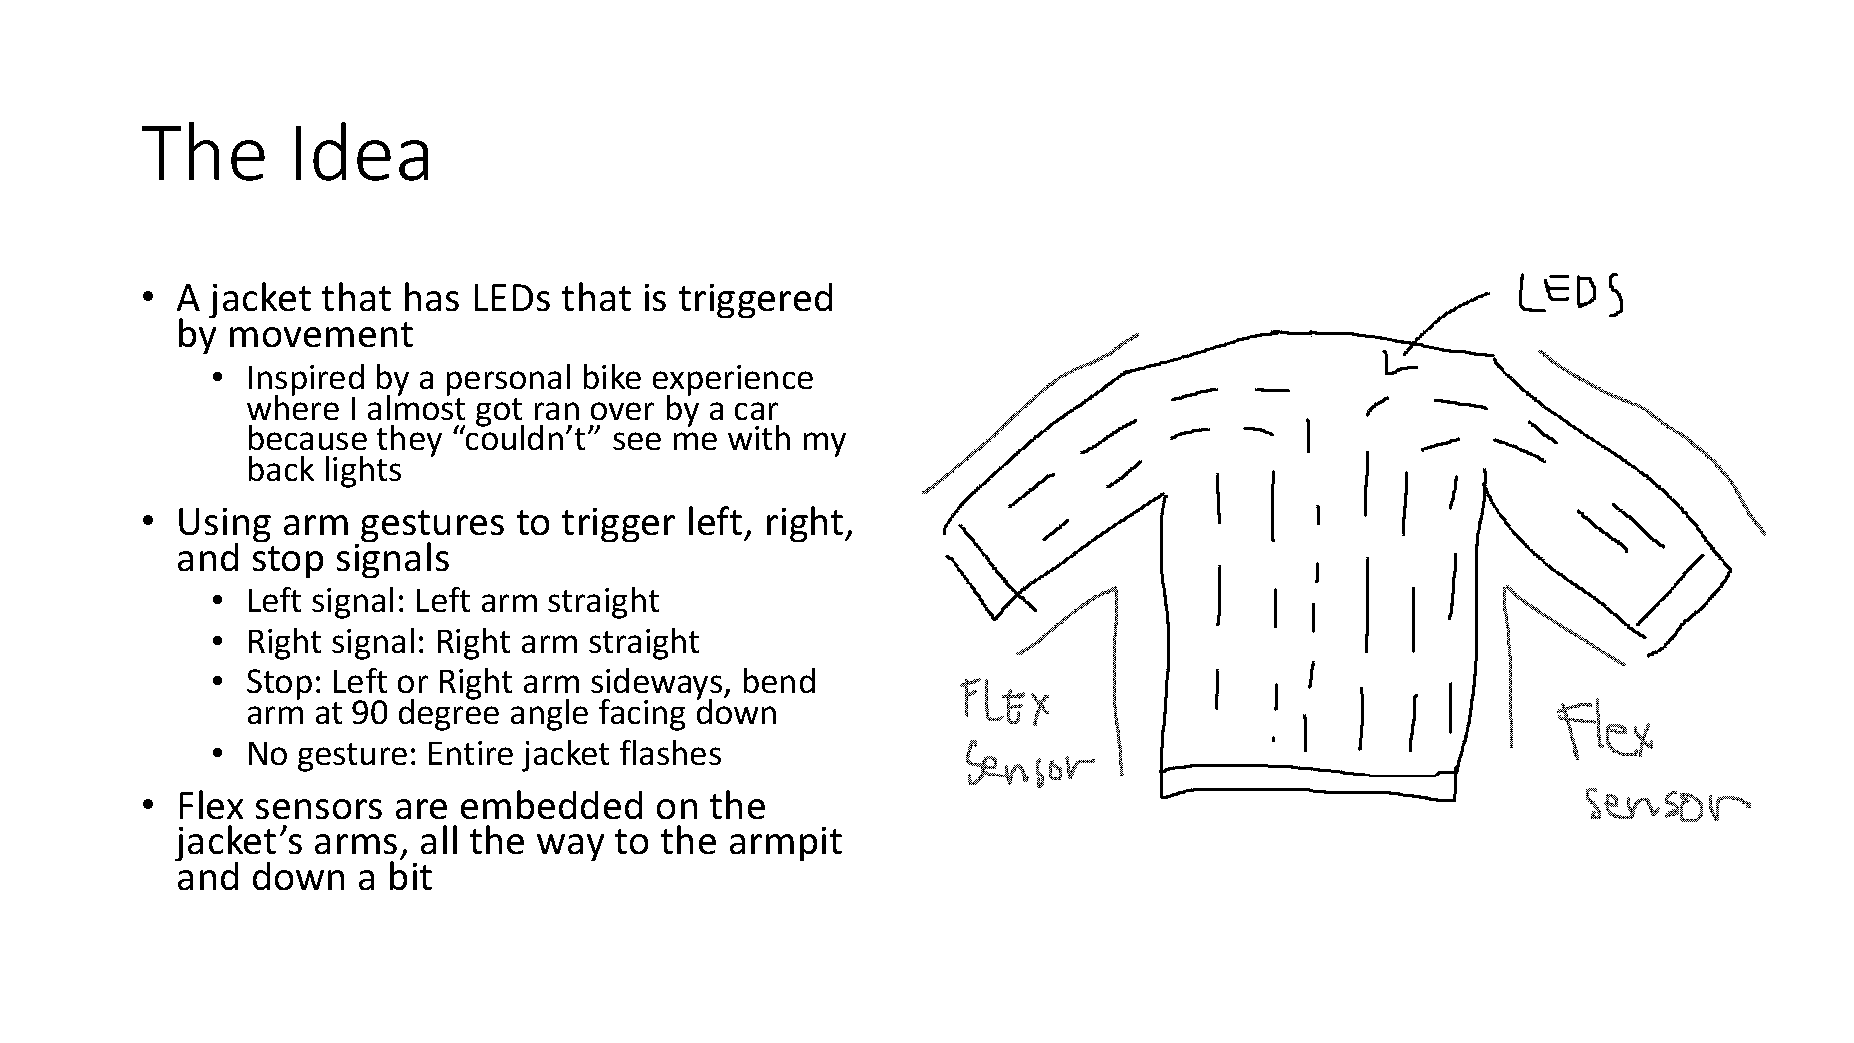 The Idea
• A jacket that has LEDs that is triggered
by movement
• Inspired by a personal bike experience
where I almost got ran over by a car
because they “couldn’t” see me with my
back lights
• Using arm gestures to trigger left, right,
and stop signals
• Left signal: Left arm straight
• Right signal: Right arm straight
• Stop: Left or Right arm sideways, bend
arm at 90 degree angle facing down
• No gesture: Entire jacket flashes
• Flex sensors are embedded on the
jacket’s arms, all the way to the armpit
and down a bit
LEDS
FLEX
Sensor
Flex
sensor